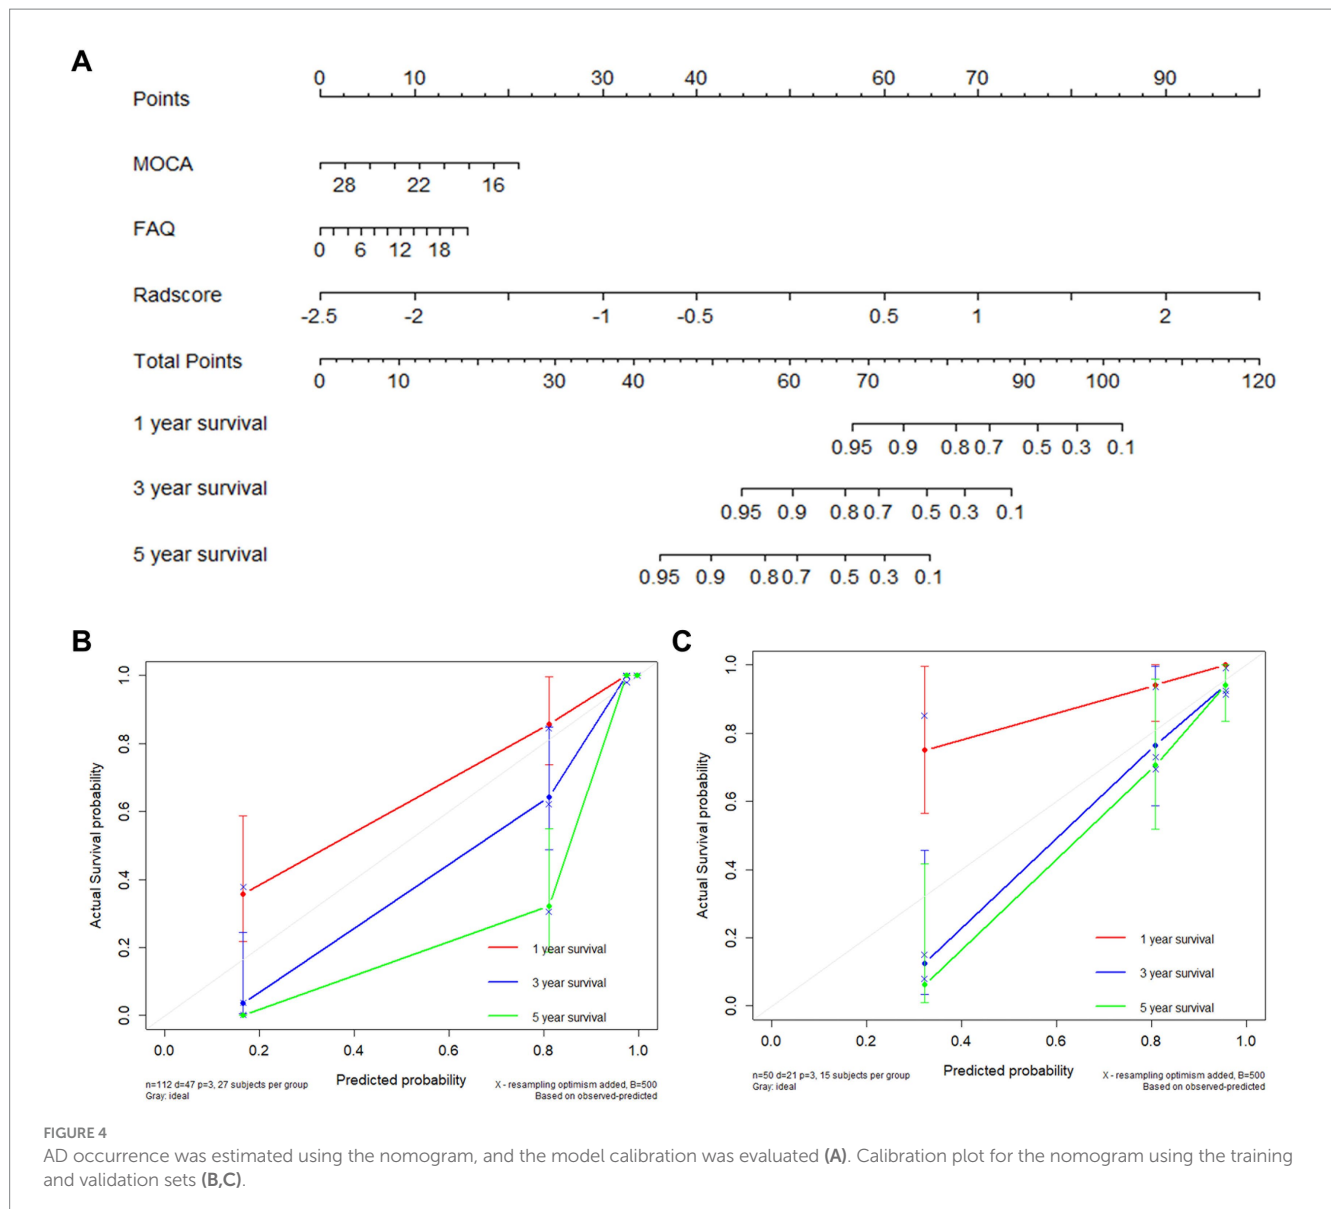 A
0 10 30 40 60 70 90
Points
MOCA
28 22 16
FAQ
0 6 12 18
Radscore
-2.5 -2 -1 -0.5 0.5 1 2
Total Points
0 10 30 40 60 70 90 100 120
1 year survival
0.95 0.9 0.8 0.7 0.5 0.3 0.1
3 year survival
0.95 0.9 0.8 0.7 0.5 0.3 0.1
5 year survival
0.95 0.9 0.8 0.7 0.5 0.3 0.1
B
Actual Survival probability
1.0
0.8
0.6
0.4
0.2
0.0
1 year survival
3 year survival
5 year survival
0.0 0.2 0.4 0.6 0.8 1.0
Predicted probability
n=112 d=47 p=3, 27 subjects per group
Gray: ideal
X - resampling optimism added, B=500
Based on observed-predicted
C
Actual Survival probability
1.0
0.8
0.6
0.4
0.2
0.0
1 year survival
3 year survival
5 year survival
0.0 0.2 0.4 0.6 0.8 1.0
Predicted probability
n=50 d=21 p=3, 15 subjects per group
Gray: ideal
X - resampling optimism added, B=500
Based on observed-predicted
FIGURE 4
AD occurrence was estimated using the nomogram, and the model calibration was evaluated (A). Calibration plot for the nomogram using the training
and validation sets (B,C).